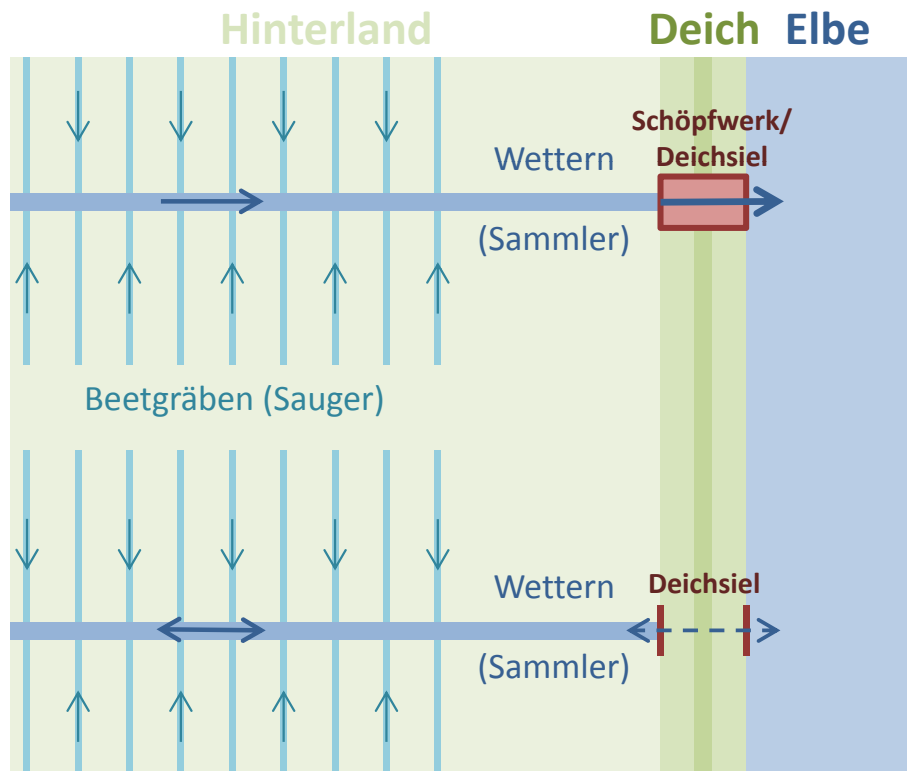 Hinterland
Deich
Elbe
Schöpfwerk/
Deichsiel
Wettern
(Sammler)
Beetgräben (Sauger)
Deichsiel
Wettern
(Sammler)